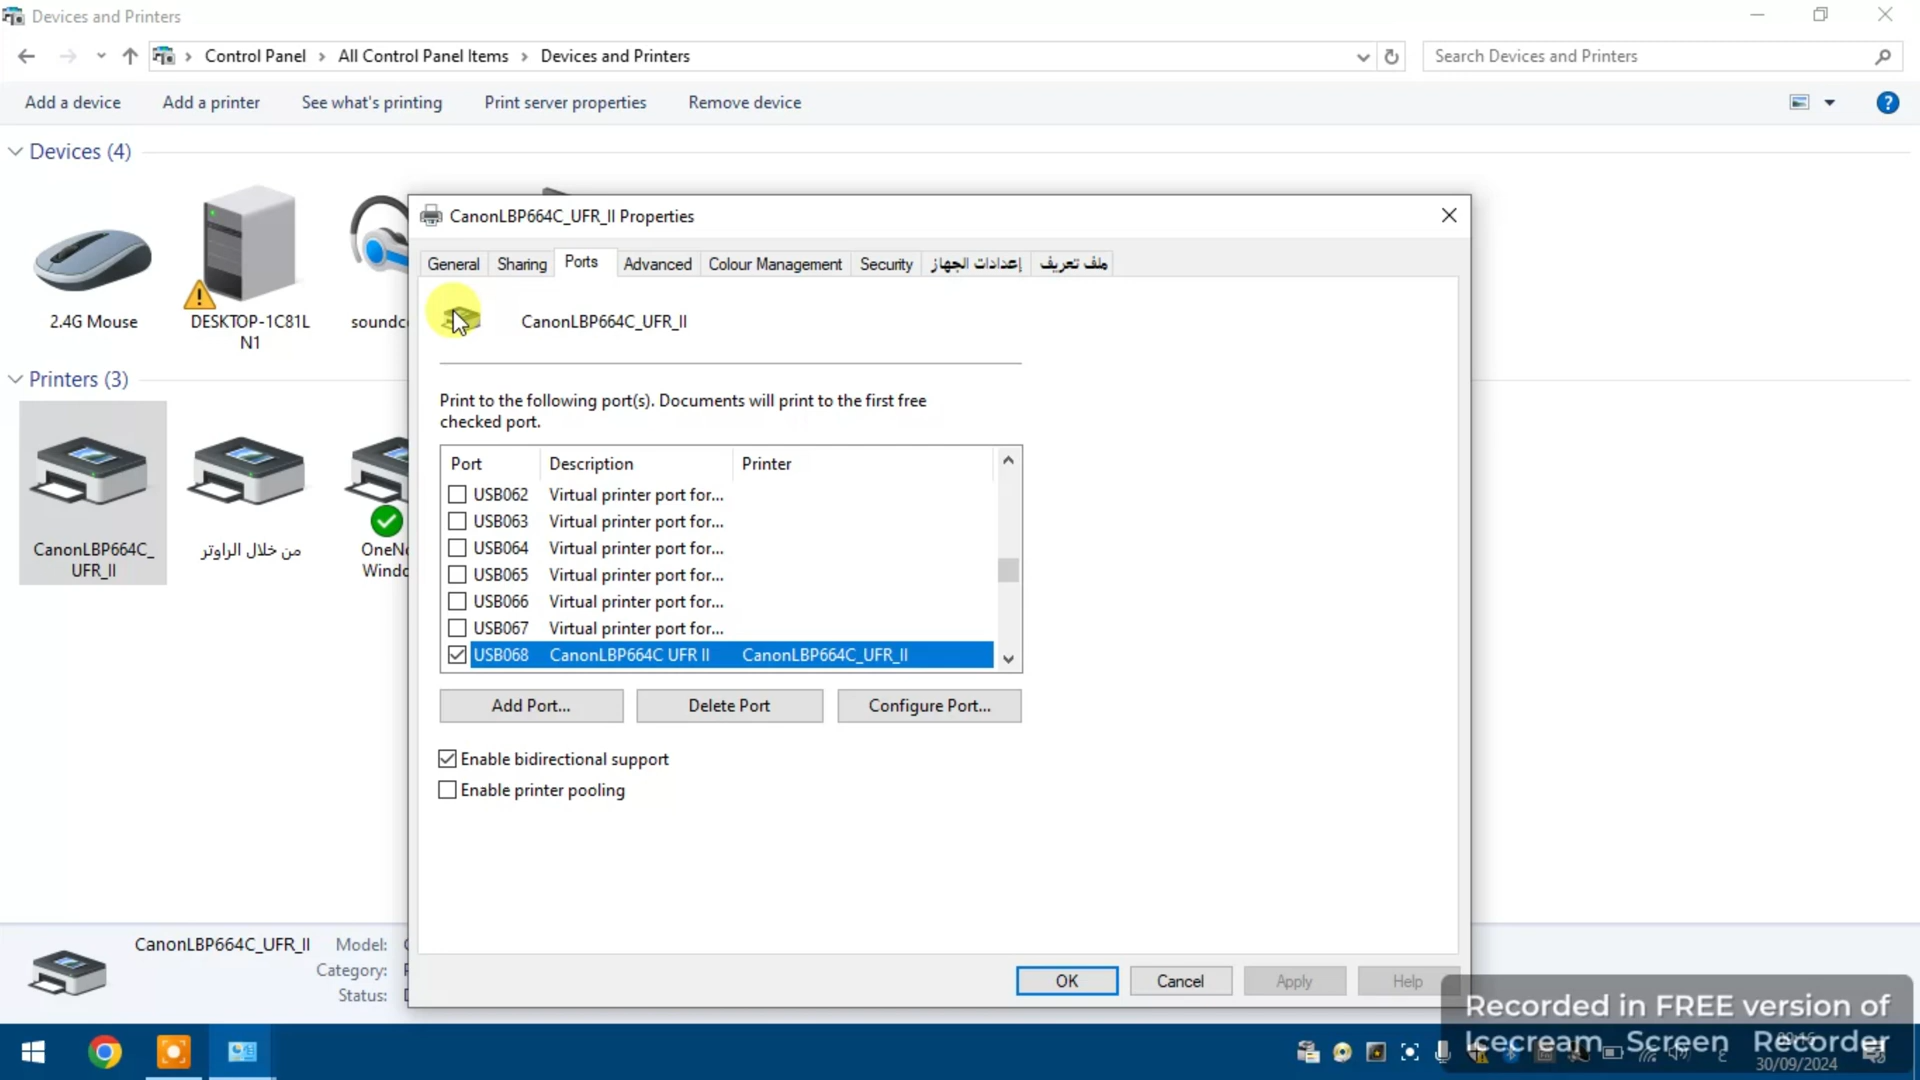 Devices and Printers
Control Panel
All Control Panel Items
Devices and Printers
Search Devices and Printers
Add a device
Add a printer
See what's printing
Print server properties
Remove device
Devices (4)
2.4G Mouse
DESKTOP-1C81L
N1
soundc
Printers (3)
CanonLBP664C_
UFR_II
من خلال الراوتر
OneNo
Windo
CanonLBP664C_UFR_II Properties
General
Sharing
Ports
Advanced
Colour Management
Security
إعدادات الجهاز
ملف تعريف
CanonLBP664C_UFR_II
Print to the following port(s). Documents will print to the first free
checked port.
Port Description Printer
USB062 Virtual printer port for...
USB063 Virtual printer port for...
USB064 Virtual printer port for...
USB065 Virtual printer port for...
USB066 Virtual printer port for...
USB067 Virtual printer port for...
USB068 CanonLBP664C UFR II CanonLBP664C_UFR_II
Add Port...
Delete Port
Configure Port...
Enable bidirectional support
Enable printer pooling
OK
Cancel
Apply
Help
CanonLBP664C_UFR_II
Model:
Category:
Status:
Recorded in FREE version of
Icecream Screen Recorder
30/09/2024